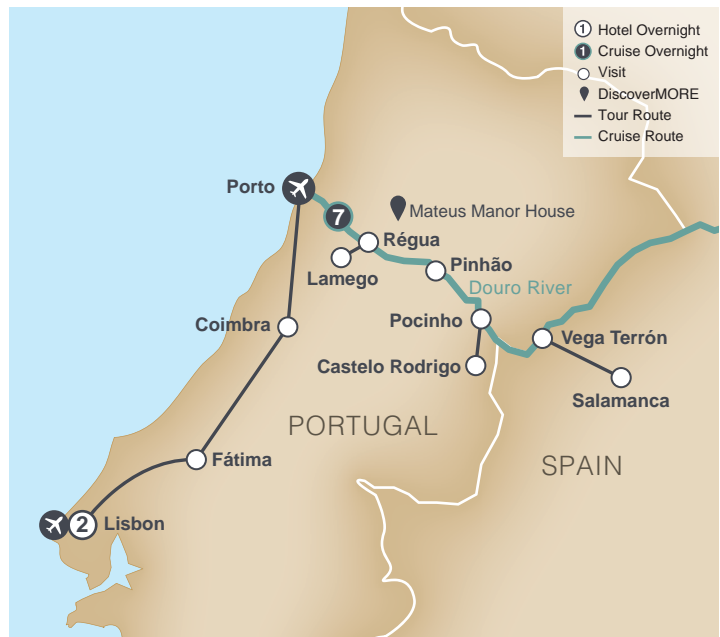 1 Hotel Overnight
1 Cruise Overnight
Visit
DiscoverMORE
Tour Route
Cruise Route
Porto
7
Mateus Manor House
Régua
Lamego
Pinhão
Douro River
Coimbra
Pocinho
Vega Terrón
Castelo Rodrigo
Salamanca
PORTUGAL
Fátima
SPAIN
2 Lisbon